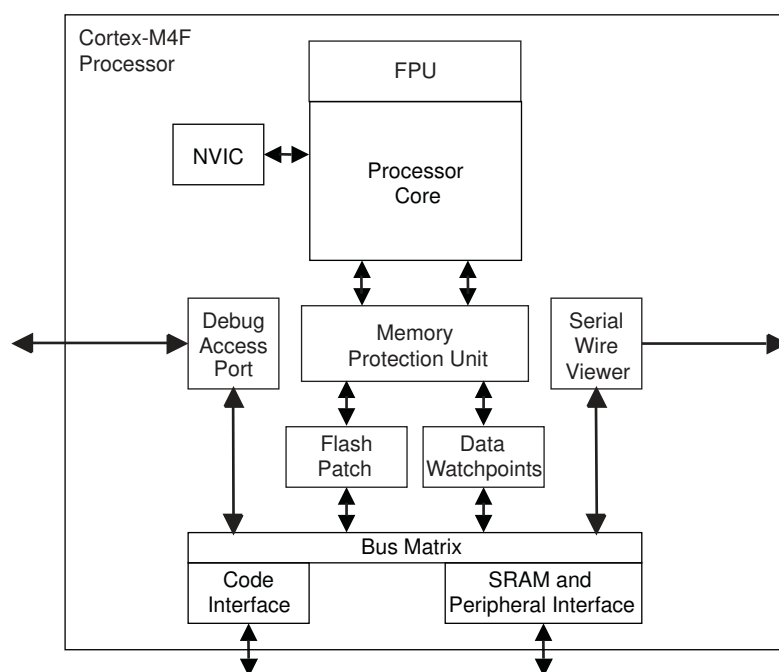 Cortex-M4F
Processor
FPU
NVIC
Processor
Core
Debug
Access
Port
Memory
Protection Unit
Serial
Wire
Viewer
Flash
Patch
Data
Watchpoints
Bus Matrix
Code
Interface
SRAM and
Peripheral Interface